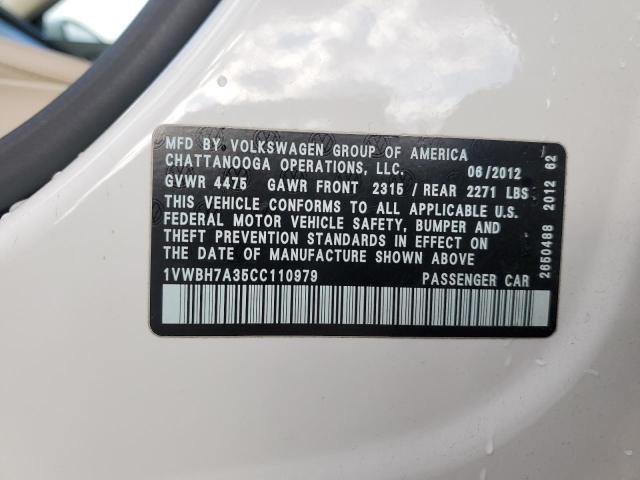 MFD BY. VOLKSWAGEN GROUP OF AMERICA
CHATTANOOGA OPERATIONS, LLC. 06/2012
GVWR 4475 GAWR FRONT 2315 / REAR 2271 LBS
THIS VEHICLE CONFORMS TO ALL APPLICABLE U.S.
FEDERAL MOTOR VEHICLE SAFETY, BUMPER AND
THEFT PREVENTION STANDARDS IN EFFECT ON
THE DATE OF MANUFACTURE SHOWN ABOVE
1VWBH7A35CC110979 PASSENGER CAR
2650488 2012 62